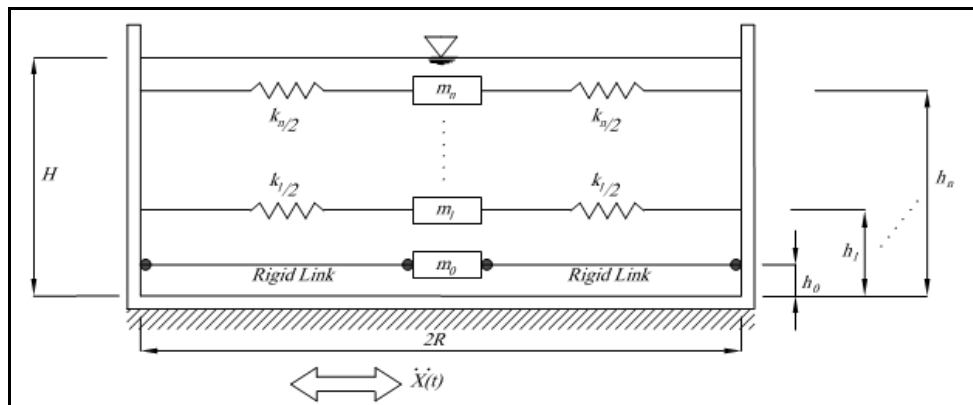 m_n
k_n/2 k_n/2
H
h_n
k_1/2 k_1/2
m_1
h_1
m_0
Rigid Link Rigid Link
h_0
2R
Ẋ(t)